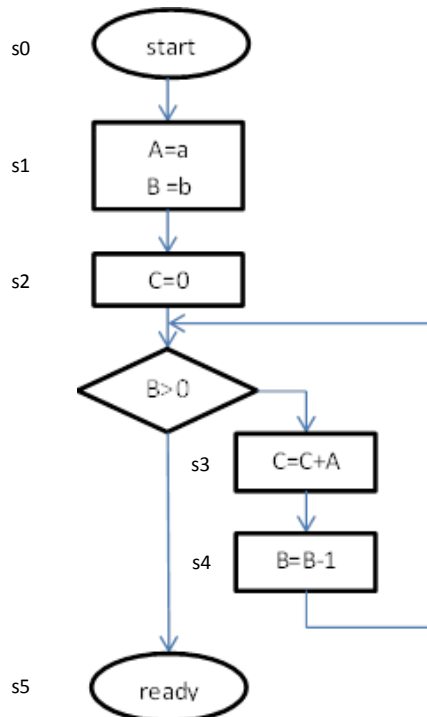 s0
start
s1
A=a
B =b
s2
C=0
B>0
s3
C=C+A
s4
B=B-1
s5
ready